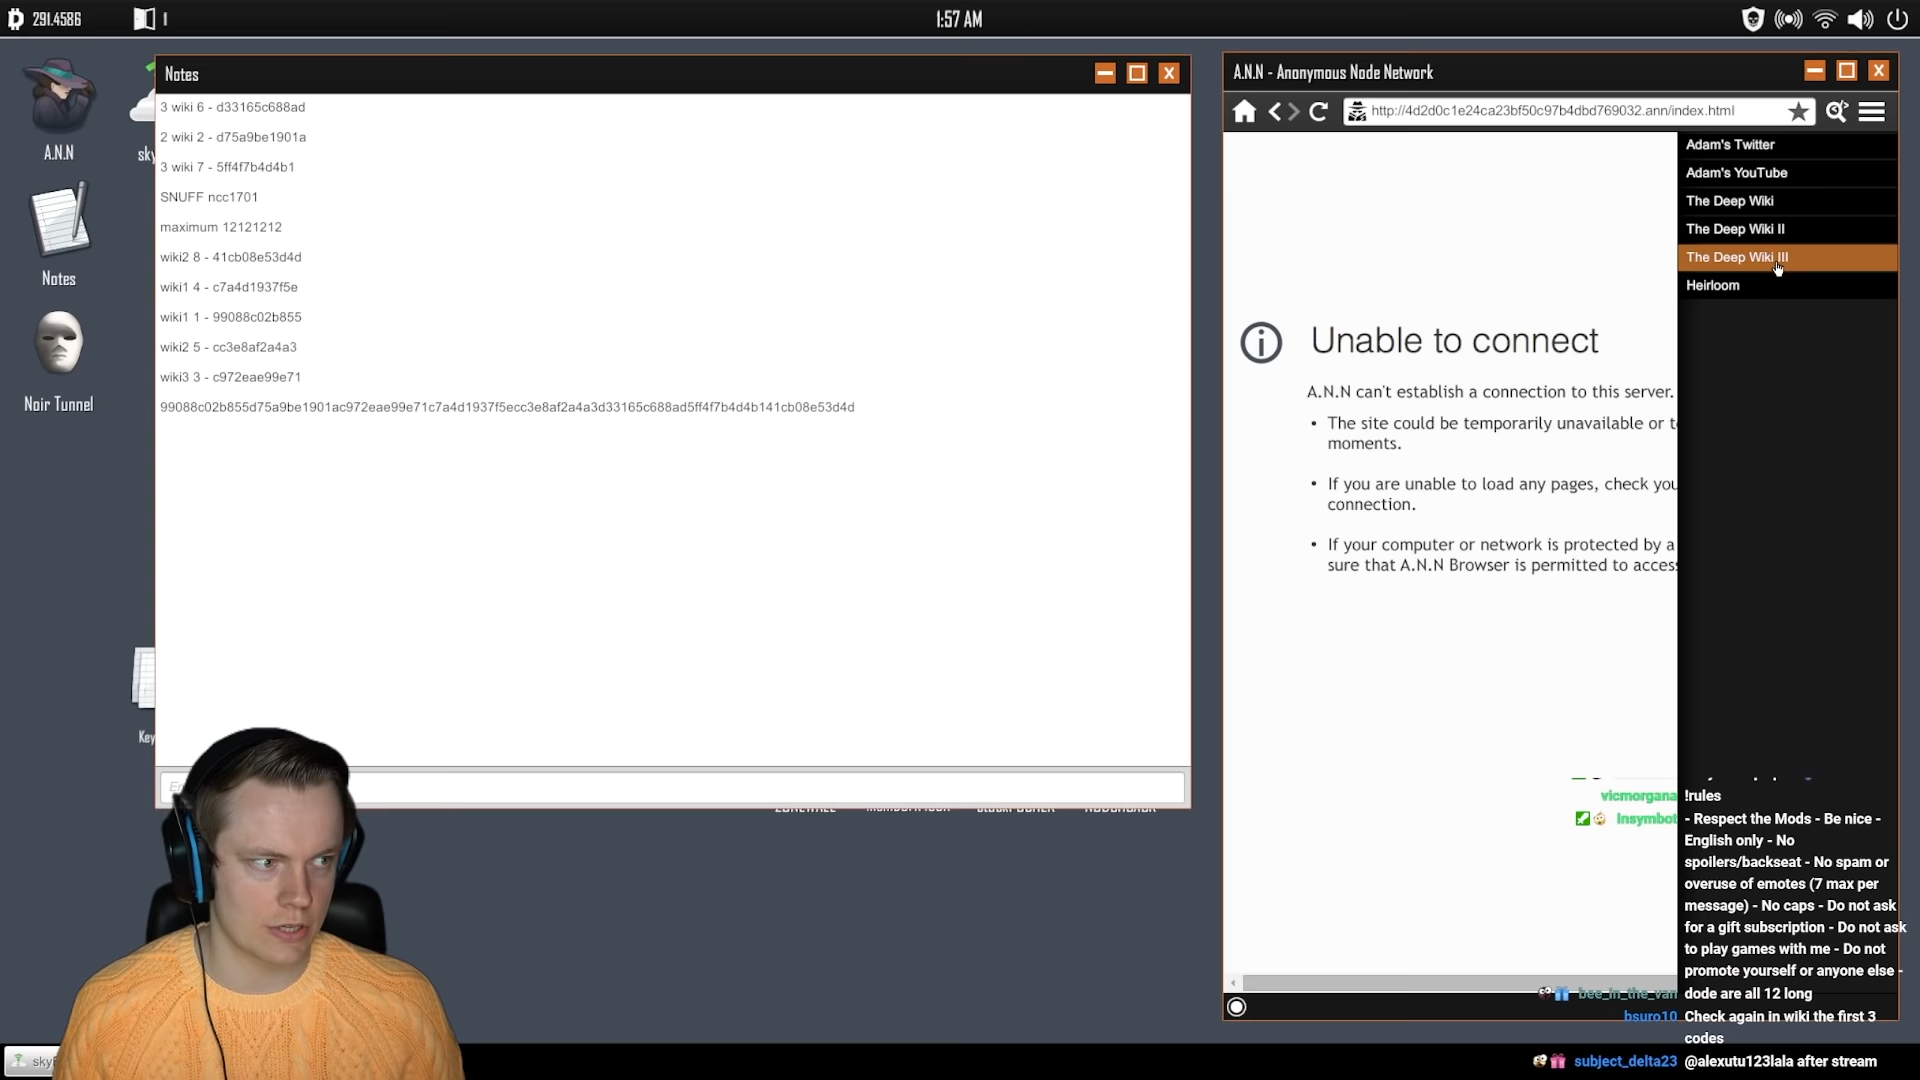 291.4586
1
1:57 AM
A.N.N
Notes
Noir Tunnel
Notes
3 wiki 6 - d33165c688ad
2 wiki 2 - d75a9be1901a
3 wiki 7 - 5ff4f7b4d4b1
SNUFF ncc1701
maximum 12121212
wiki2 8 - 41cb08e53d4d
wiki1 4 - c7a4d1937f5e
wiki1 1 - 99088c02b855
wiki2 5 - cc3e8af2a4a3
wiki3 3 - c972eae99e71
99088c02b855d75a9be1901ac972eae99e71c7a4d1937f5ecc3e8af2a4a3d33165c688ad5ff4f7b4d4b141cb08e53d4d
A.N.N - Anonymous Node Network
http://4d2d0c1e24ca23bf50c97b4dbd769032.ann/index.html
Adam's Twitter
Adam's YouTube
The Deep Wiki
The Deep Wiki II
The Deep Wiki III
Heirloom
Unable to connect
A.N.N can't establish a connection to this server.
• The site could be temporarily unavailable or t
moments.
• If you are unable to load any pages, check you
connection.
• If your computer or network is protected by a
sure that A.N.N Browser is permitted to acces
vicmorgana !rules
Insymbot - Respect the Mods - Be nice -
English only - No
spoilers/backseat - No spam or
overuse of emotes (7 max per
message) - No caps - Do not ask
for a gift subscription - Do not ask
to play games with me - Do not
promote yourself or anyone else -
bee_in_the_van dode are all 12 long
bsuro10 Check again in wiki the first 3
codes
subject_delta23 @alexutu123lala after stream
sky
Key